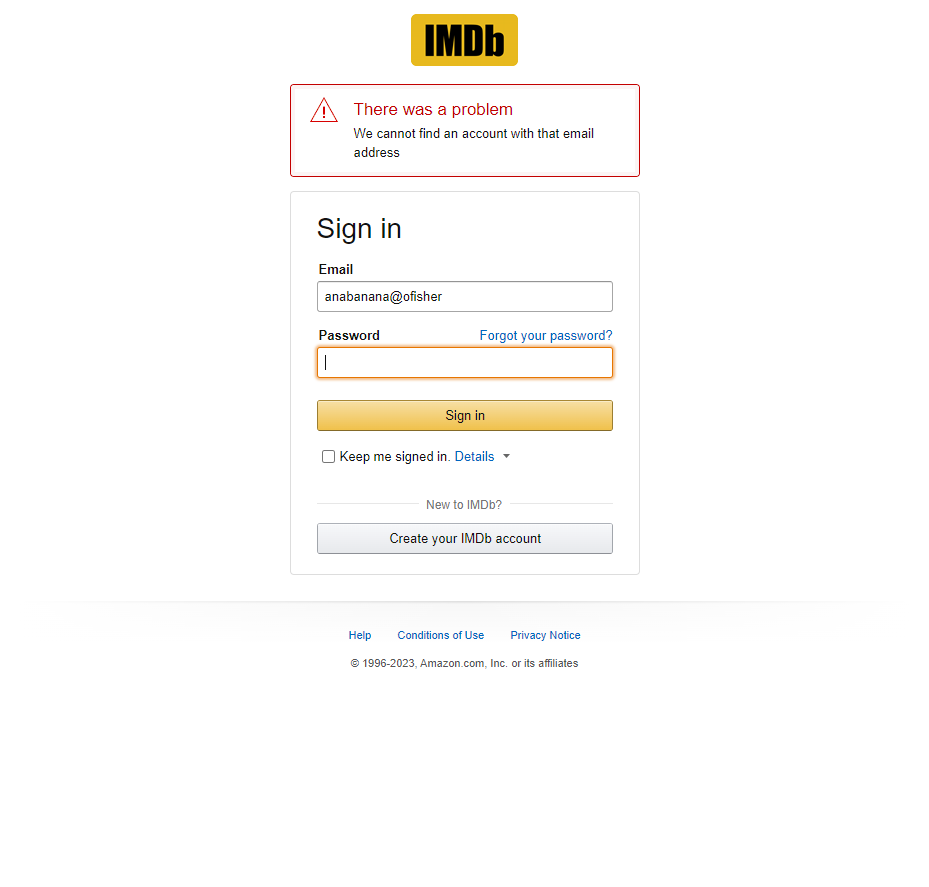 IMDb
There was a problem
We cannot find an account with that email
address
Sign in
Email
anabanana@ofisher
Password Forgot your password?
Sign in
Keep me signed in. Details
New to IMDb?
Create your IMDb account
Help Conditions of Use Privacy Notice
© 1996-2023, Amazon.com, Inc. or its affiliates